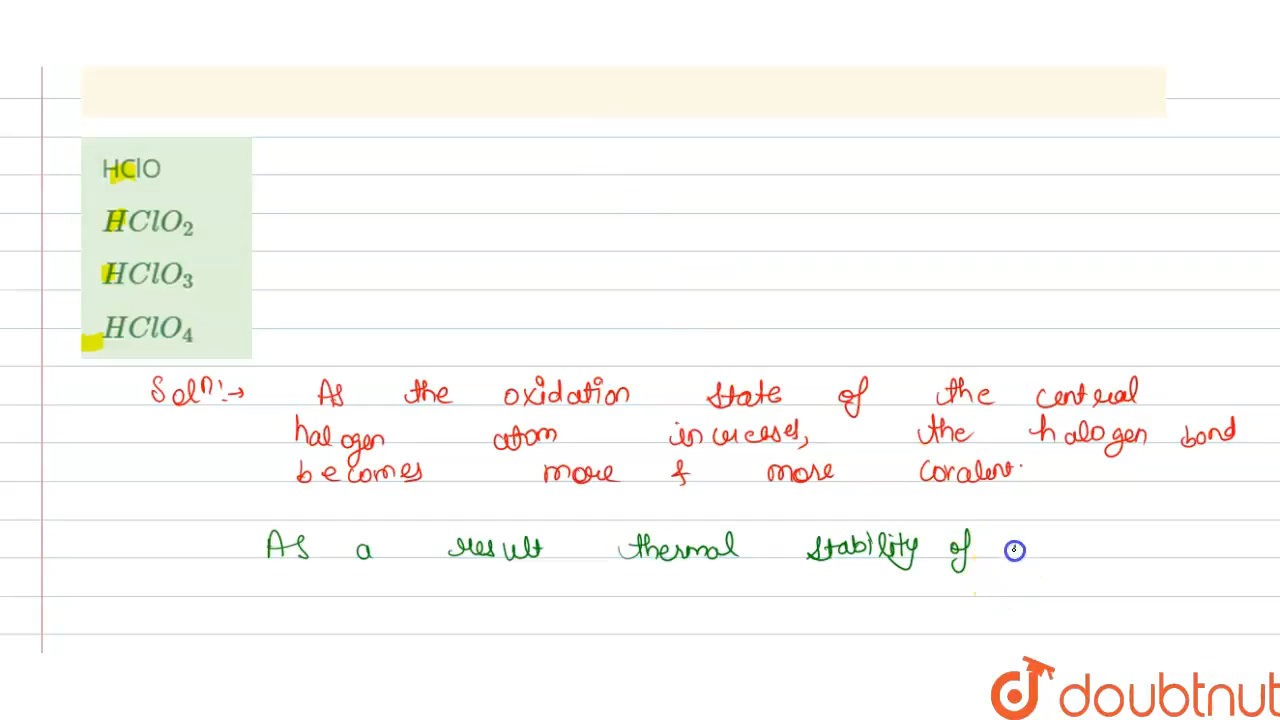 HClO
HClO₂
HClO₃
HClO₄
Solⁿ:→ As the oxidation state of the central
halogen atom increases, the halogen bond
becomes more & more covalent.
As a result thermal stability of
doubtnut